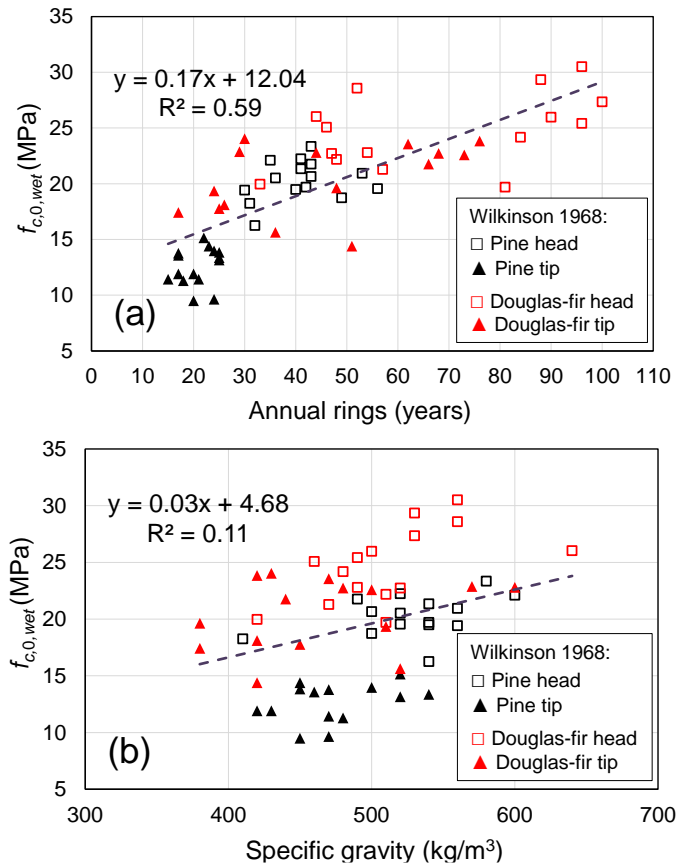 35
30
25
20
15
10
5
f_{c,0,wet} (MPa)
y = 0.17x + 12.04
R² = 0.59
(a)
Wilkinson 1968:
Pine head
Pine tip
Douglas-fir head
Douglas-fir tip
0 10 20 30 40 50 60 70 80 90 100 110
Annual rings (years)
35
30
25
20
15
10
5
f_{c,0,wet} (MPa)
y = 0.03x + 4.68
R² = 0.11
(b)
Wilkinson 1968:
Pine head
Pine tip
Douglas-fir head
Douglas-fir tip
300 400 500 600 700
Specific gravity (kg/m³)